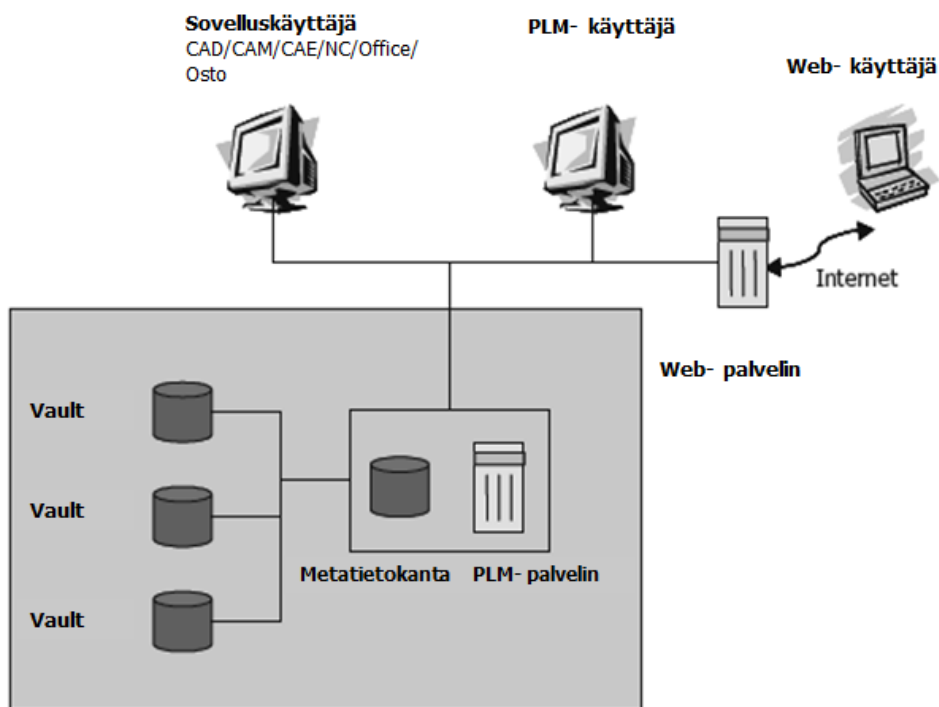 Sovelluskäyttäjä
CAD/CAM/CAE/NC/Office/
Osto
PLM- käyttäjä
Web- käyttäjä
Internet
Web- palvelin
Vault
Vault
Vault
Metatietokanta
PLM- palvelin